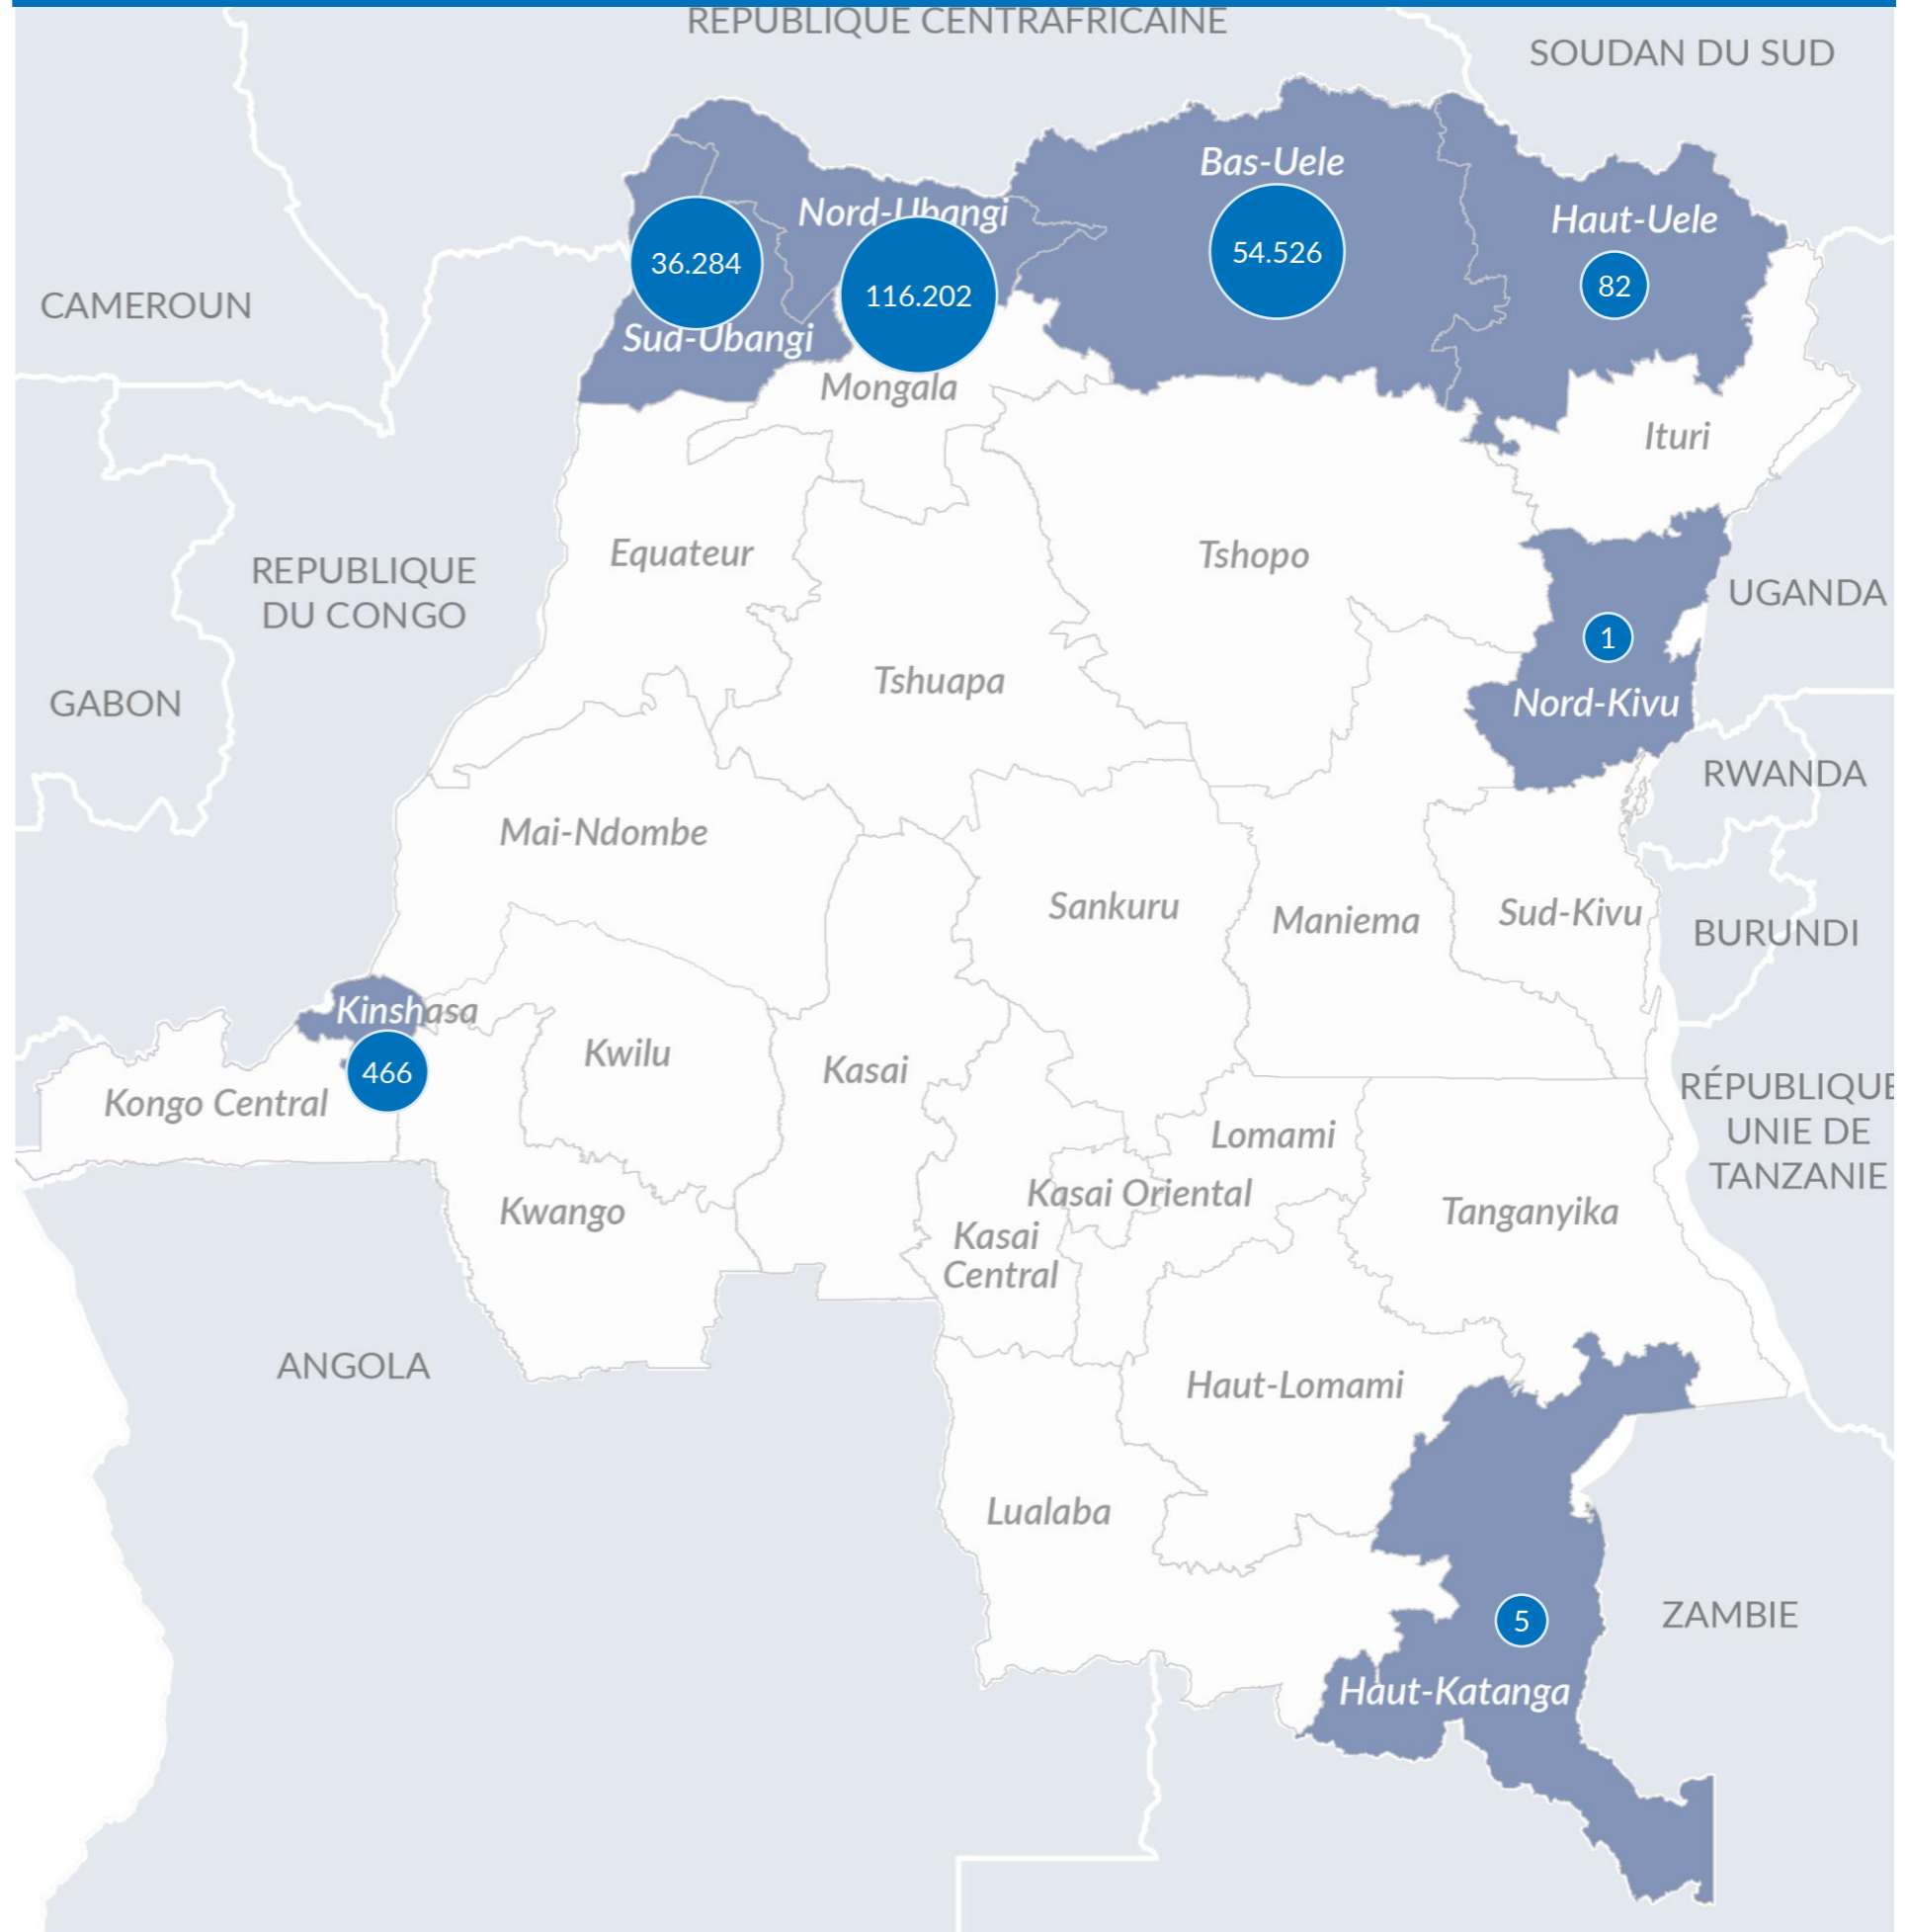 REPUBLIQUE CENTRAFRICAINE
SOUDAN DU SUD
Bas-Uele
Nord-Ubangi
Haut-Uele
36.284
54.526
82
116.202
CAMEROUN
Sud-Ubangi
Mongala
Ituri
Equateur
Tshopo
REPUBLIQUE
DU CONGO
UGANDA
1
Tshuapa
GABON
Nord-Kivu
RWANDA
Mai-Ndombe
Sankuru
Maniema
Sud-Kivu
BURUNDI
Kinshasa
Kwilu
Kasai
466
Kongo Central
RÉPUBLIQUE
UNIE DE
TANZANIE
Lomami
Kasai Oriental
Kwango
Tanganyika
Kasai
Central
ANGOLA
Haut-Lomami
Lualaba
ZAMBIE
5
Haut-Katanga